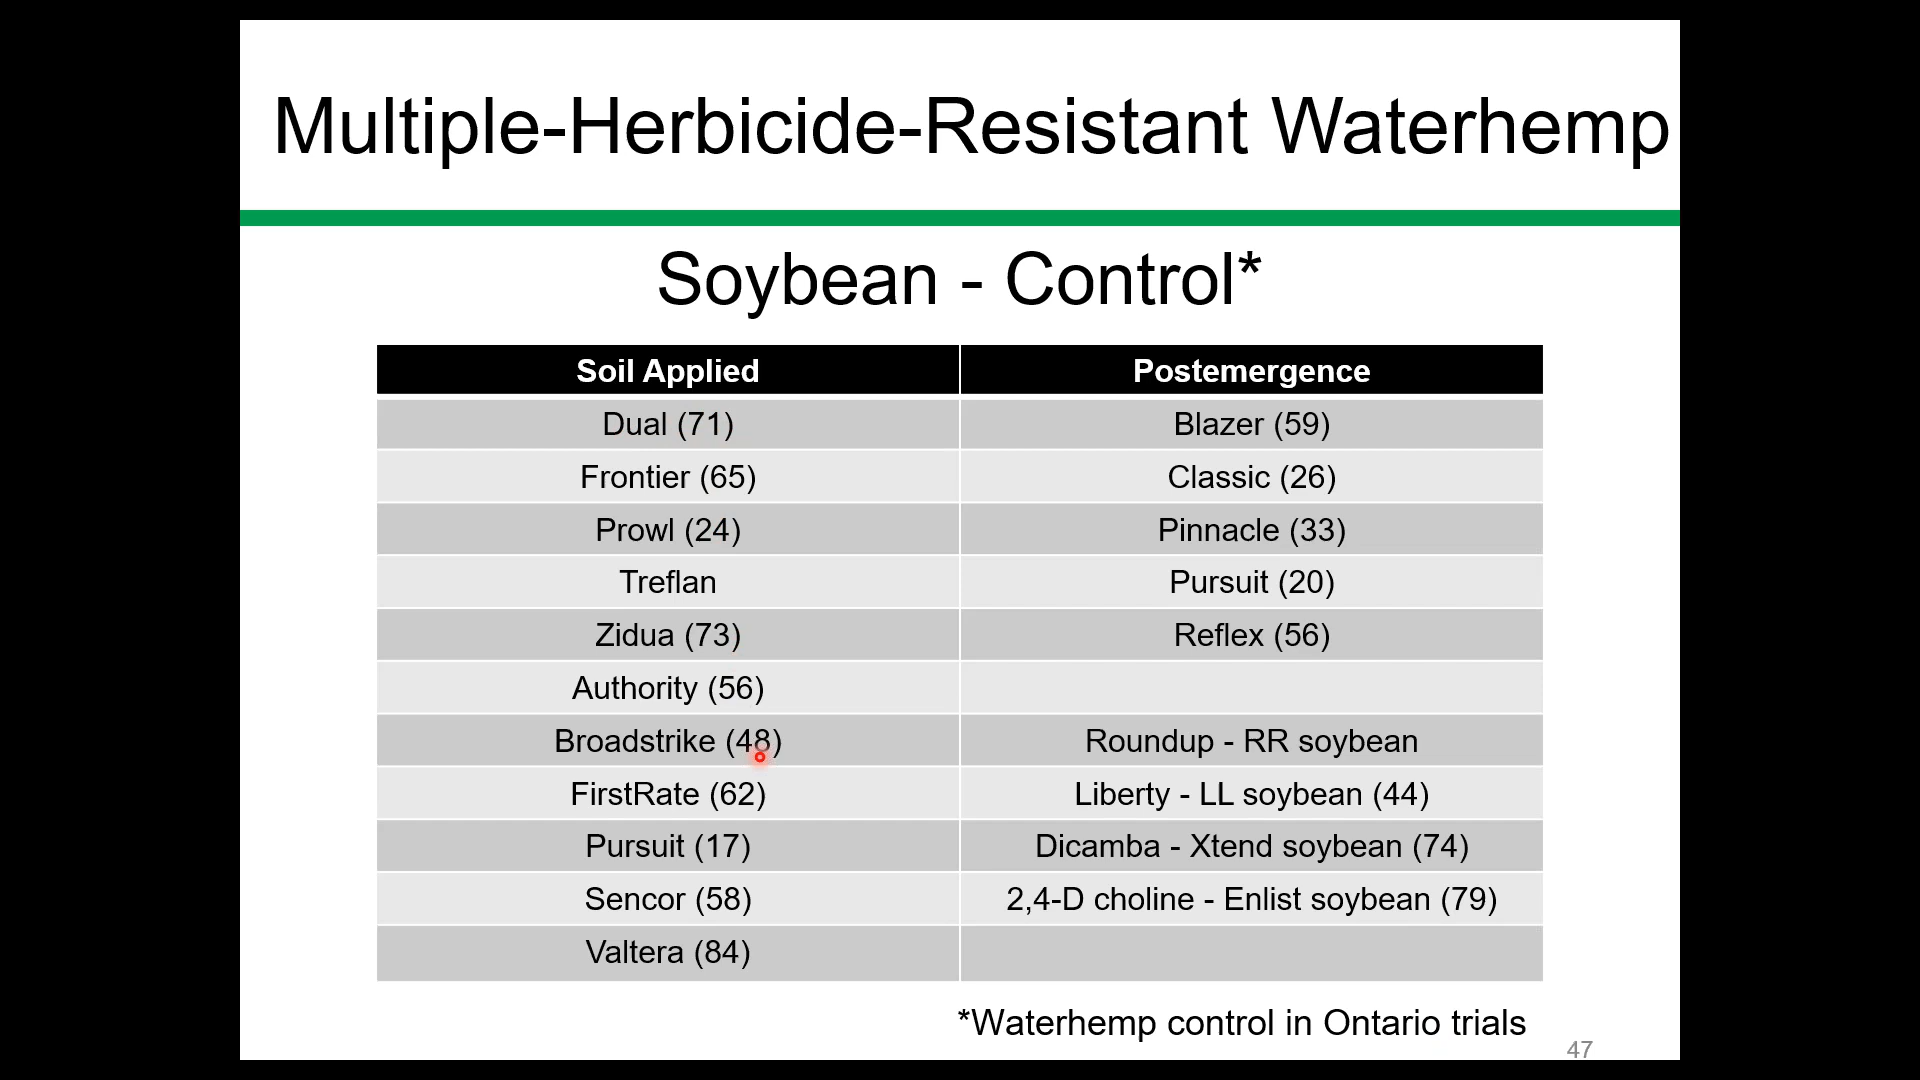 Multiple-Herbicide-Resistant Waterhemp
Soybean - Control*
Soil Applied Postemergence
Dual (71) Blazer (59)
Frontier (65) Classic (26)
Prowl (24) Pinnacle (33)
Treflan Pursuit (20)
Zidua (73) Reflex (56)
Authority (56)
Broadstrike (48) Roundup - RR soybean
FirstRate (62) Liberty - LL soybean (44)
Pursuit (17) Dicamba - Xtend soybean (74)
Sencor (58) 2,4-D choline - Enlist soybean (79)
Valtera (84)
*Waterhemp control in Ontario trials
47